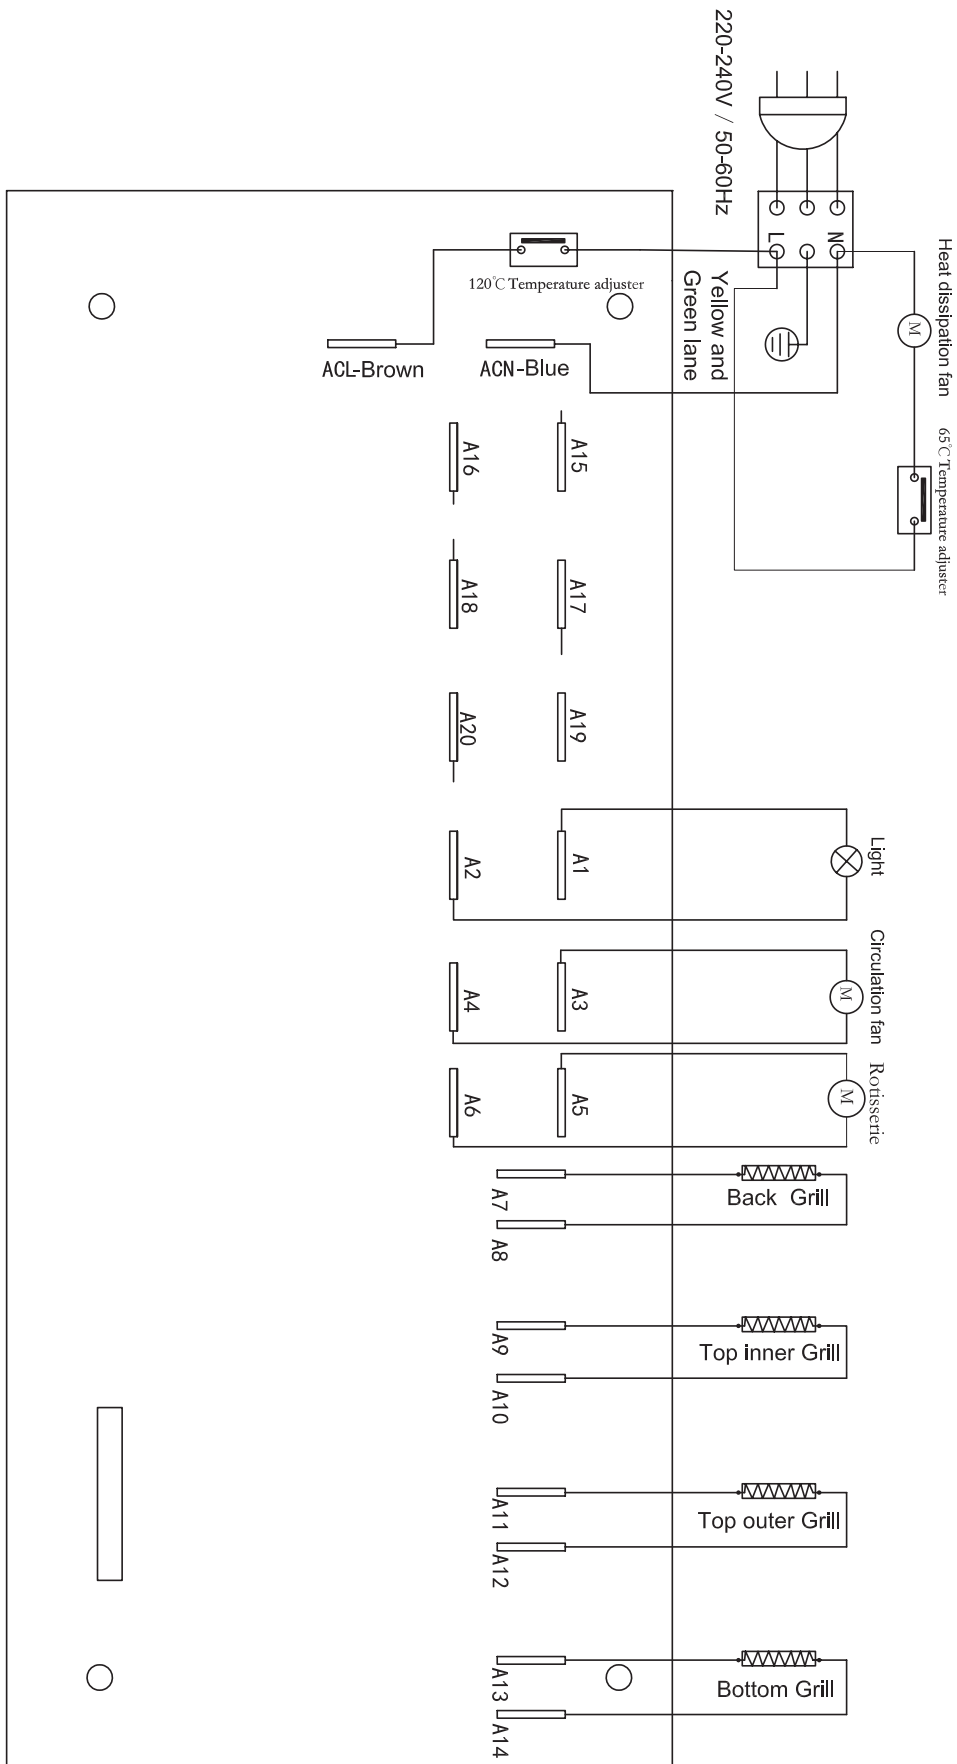 220-240V / 50-60Hz
N
L
Heat dissipation fan
M
65℃ Temperature adjuster
Yellow and
Green lane
120℃ Temperature adjuster
ACL-Brown
ACN-Blue
A15
A16
A17
A18
A19
A20
Light
A1
A2
Circulation fan
M
A3
A4
Rotisserie
M
A5
A6
Back Grill
A7
A8
Top inner Grill
A9
A10
Top outer Grill
A11
A12
Bottom Grill
A13
A14